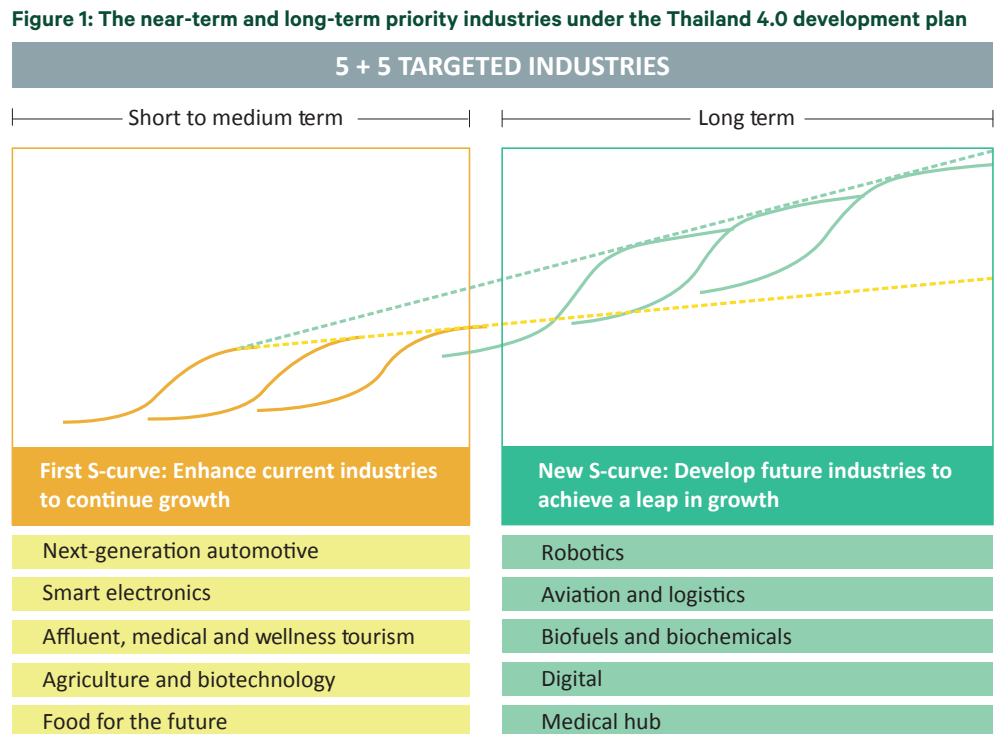 Figure 1: The near-term and long-term priority industries under the Thailand 4.0 development plan
5 + 5 TARGETED INDUSTRIES
Short to medium term
Long term
First S-curve: Enhance current industries
to continue growth
New S-curve: Develop future industries to
achieve a leap in growth
Next-generation automotive
Smart electronics
Affluent, medical and wellness tourism
Agriculture and biotechnology
Food for the future
Robotics
Aviation and logistics
Biofuels and biochemicals
Digital
Medical hub